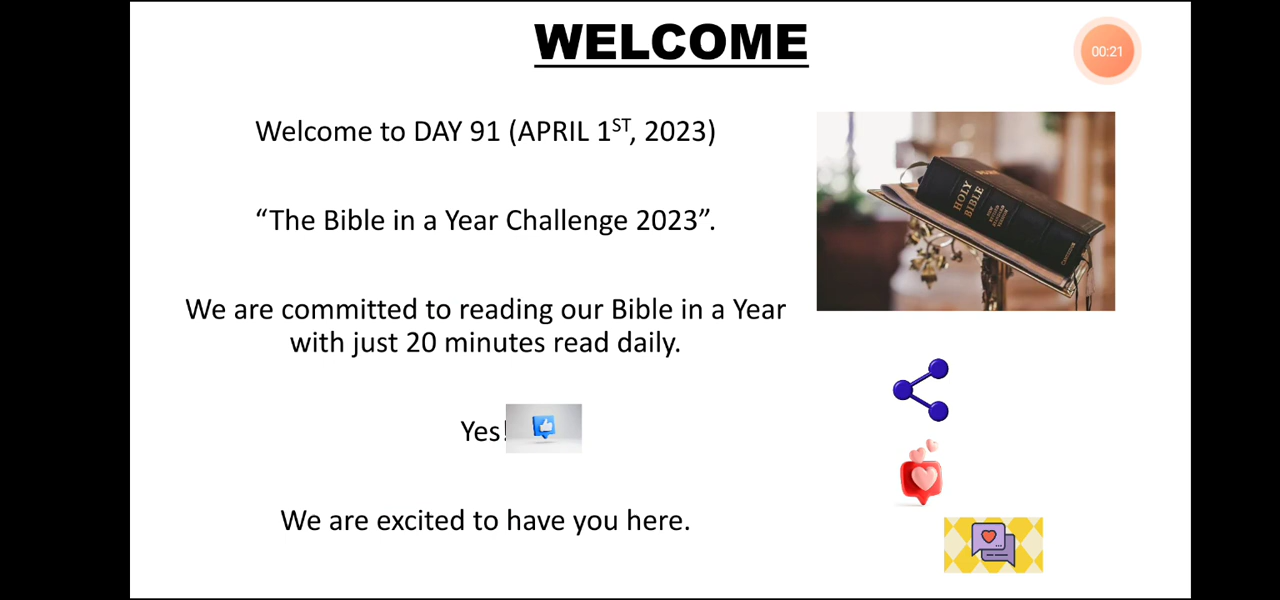 WELCOME
00:21
Welcome to DAY 91 (APRIL 1ST, 2023)
“The Bible in a Year Challenge 2023”.
We are committed to reading our Bible in a Year
with just 20 minutes read daily.
Yes!
We are excited to have you here.
HOLY
BIBLE